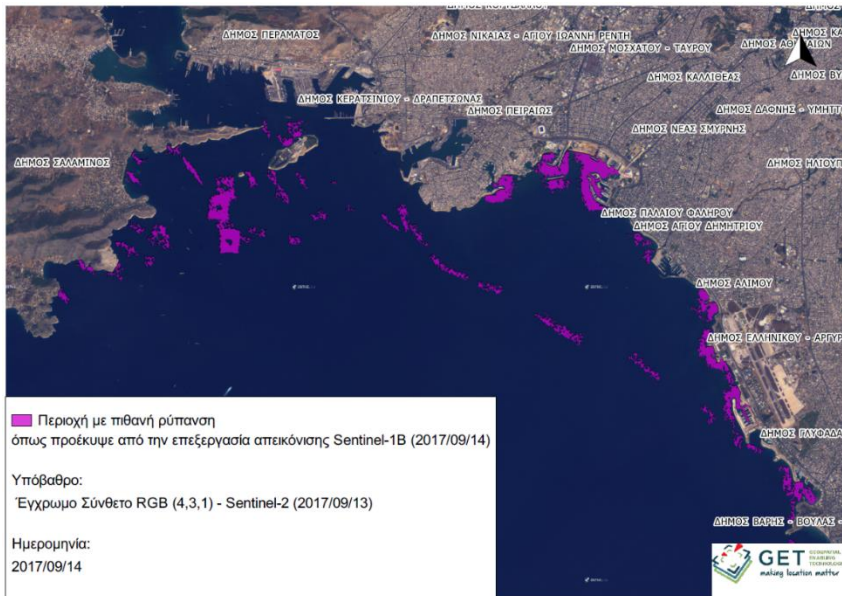 ΔΗΜΟΣ ΠΕΡΑΜΑΤΟΣ
ΔΗΜΟΣ ΝΙΚΑΙΑΣ - ΑΓΙΟΥ ΙΩΑΝΝΗ ΡΕΝΤΗ
ΔΗΜΟΣ ΜΟΣΧΑΤΟΥ - ΤΑΥΡΟΥ
ΔΗΜΟΣ ΚΑΛΛΙΘΕΑΣ
ΔΗΜΟΣ ΚΕΡΑΤΣΙΝΙΟΥ - ΔΡΑΠΕΤΣΩΝΑΣ
ΔΗΜΟΣ ΠΕΙΡΑΙΩΣ
ΔΗΜΟΣ ΔΑΦΝΗΣ - ΥΜΗΤΤ
ΔΗΜΟΣ ΝΕΑΣ ΣΜΥΡΝΗΣ
ΔΗΜΟΣ ΣΑΛΑΜΙΝΟΣ
ΔΗΜΟΣ ΗΛΙΟΥΠ
ΔΗΜΟΣ ΠΑΛΑΙΟΥ ΦΑΛΗΡΟΥ
ΔΗΜΟΣ ΑΓΙΟΥ ΔΗΜΗΤΡΙΟΥ
ΔΗΜΟΣ ΑΛΙΜΟΥ
ΔΗΜΟΣ ΕΛΛΗΝΙΚΟΥ - ΑΡΓΥΡ
ΔΗΜΟΣ ΓΛΥΦΑΔΑ
ΔΗΜΟΣ ΒΑΡΗΣ - ΒΟΥΛΑΣ -
Περιοχή με πιθανή ρύπανση
όπως προέκυψε από την επεξεργασία απεικόνισης Sentinel-1B (2017/09/14)
Υπόβαθρο:
Έγχρωμο Σύνθετο RGB (4,3,1) - Sentinel-2 (2017/09/13)
Ημερομηνία:
2017/09/14
GET
making location matter